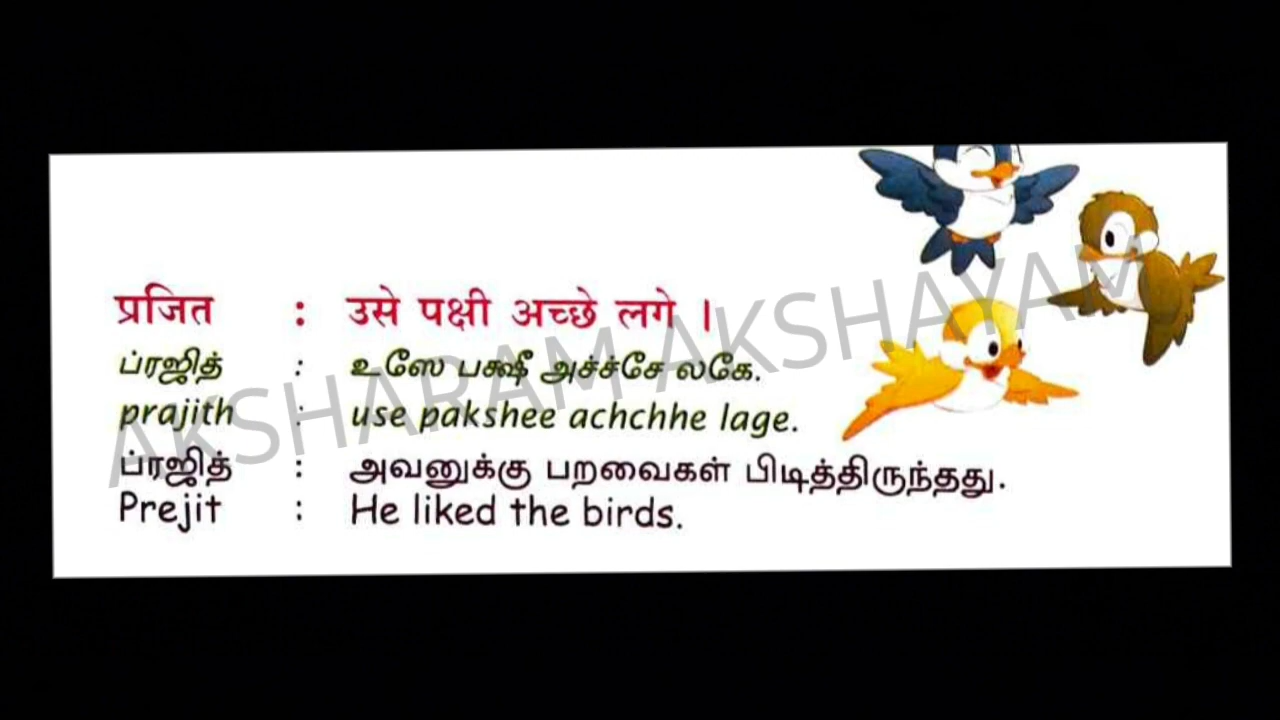 प्रजित : उसे पक्षी अच्छे लगे ।
ப்ரஜித் : உஸே பக்ஷீ அச்ச்சே லகே.
prajith : use pakshee achchhe lage.
ப்ரஜித் : அவனுக்கு பறவைகள் பிடித்திருந்தது.
Prejit : He liked the birds.
AKSHARAM AKSHAYAM